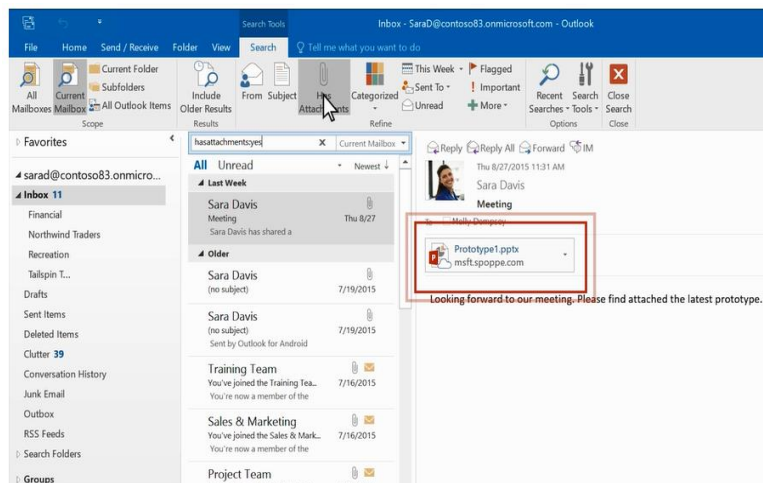 Search Tools
Inbox - SaraD@contoso83.onmicrosoft.com - Outlook
File Home Send / Receive Folder View Search Tell me what you want to do
All Mailboxes
Current Mailbox
Current Folder
Subfolders
All Outlook Items
Scope
Include Older Results
Results
From
Subject
Has Attachments
Categorized
This Week
Sent To
Unread
Flagged
Important
More
Refine
Recent Searches
Search Tools
Options
Close Search
Close
Favorites
sarad@contoso83.onmicro...
Inbox 11
Financial
Northwind Traders
Recreation
Tailspin T...
Drafts
Sent Items
Deleted Items
Clutter 39
Conversation History
Junk Email
Outbox
RSS Feeds
Search Folders
Groups
hasattachments:yes X Current Mailbox
All Unread Newest ↓
Last Week
Sara Davis
Meeting Thu 8/27
Sara Davis has shared a
Older
Sara Davis
(no subject) 7/19/2015
Sara Davis
(no subject) 7/19/2015
Sent by Outlook for Android
Training Team
You've joined the Training Tea... 7/16/2015
You're now a member of the
Sales & Marketing
You've joined the Sales & Mark... 7/16/2015
You're now a member of the
Project Team
Reply Reply All Forward IM
Thu 8/27/2015 11:31 AM
Sara Davis
Meeting
To Molly Dempsey
Prototype1.pptx
msft.spoppe.com
Looking forward to our meeting. Please find attached the latest prototype.